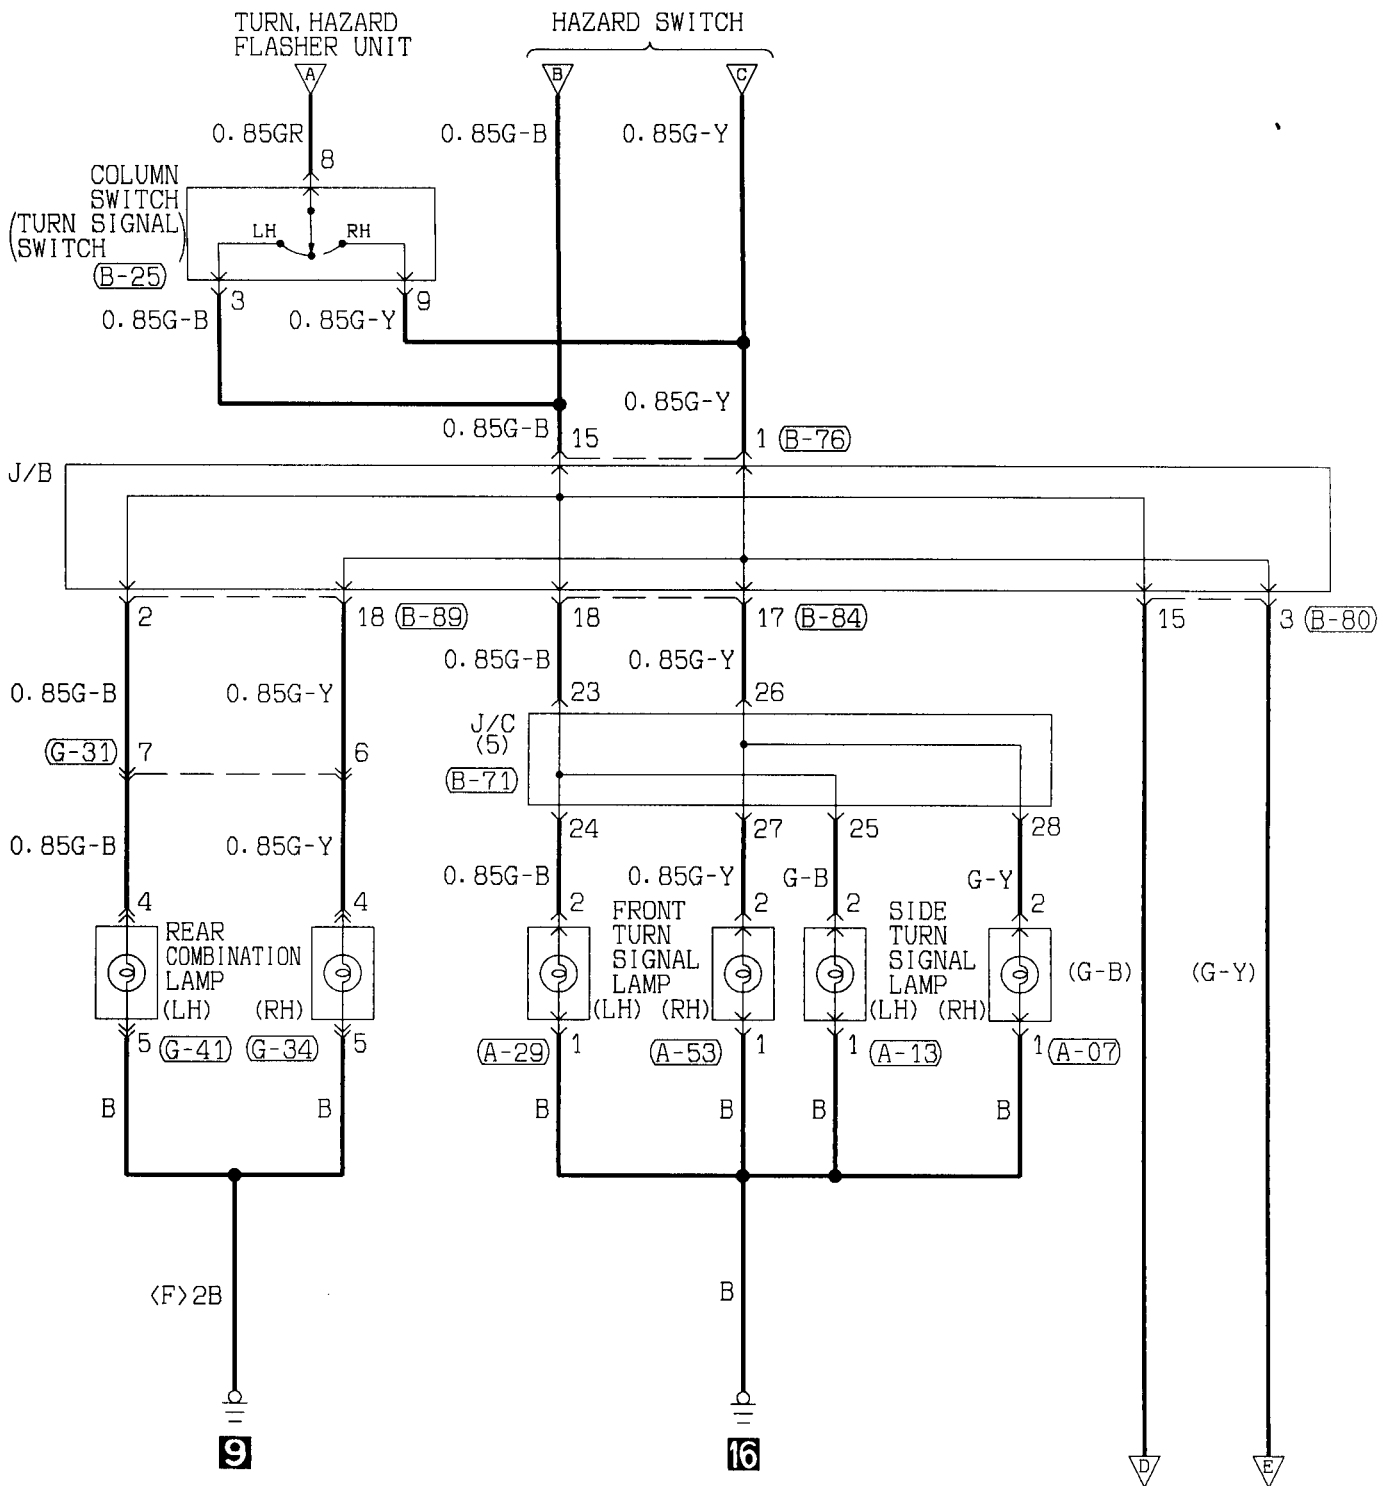 TURN, HAZARD
FLASHER UNIT
HAZARD SWITCH
A
B
C
0.85GR
0.85G-B
0.85G-Y
8
COLUMN
SWITCH
(TURN SIGNAL)
SWITCH
LH
RH
B-25
3
9
0.85G-B
0.85G-Y
0.85G-Y
0.85G-B
15
1
B-76
J/B
2
18
B-89
18
17
B-84
15
3
B-80
0.85G-B
0.85G-Y
0.85G-B
0.85G-Y
23
26
G-31
7
6
J/C
(5)
B-71
24
27
25
28
0.85G-B
0.85G-Y
0.85G-B
0.85G-Y
G-B
G-Y
4
4
2
2
2
2
REAR
COMBINATION
LAMP
(LH)
(RH)
FRONT
TURN
SIGNAL
LAMP
(LH)
(RH)
SIDE
TURN
SIGNAL
LAMP
(LH)
(RH)
(G-B)
(G-Y)
5
G-41
G-34
5
A-29
1
A-53
1
1
A-13
1
A-07
B
B
B
B
B
B
<F>2B
B
9
16
D
E